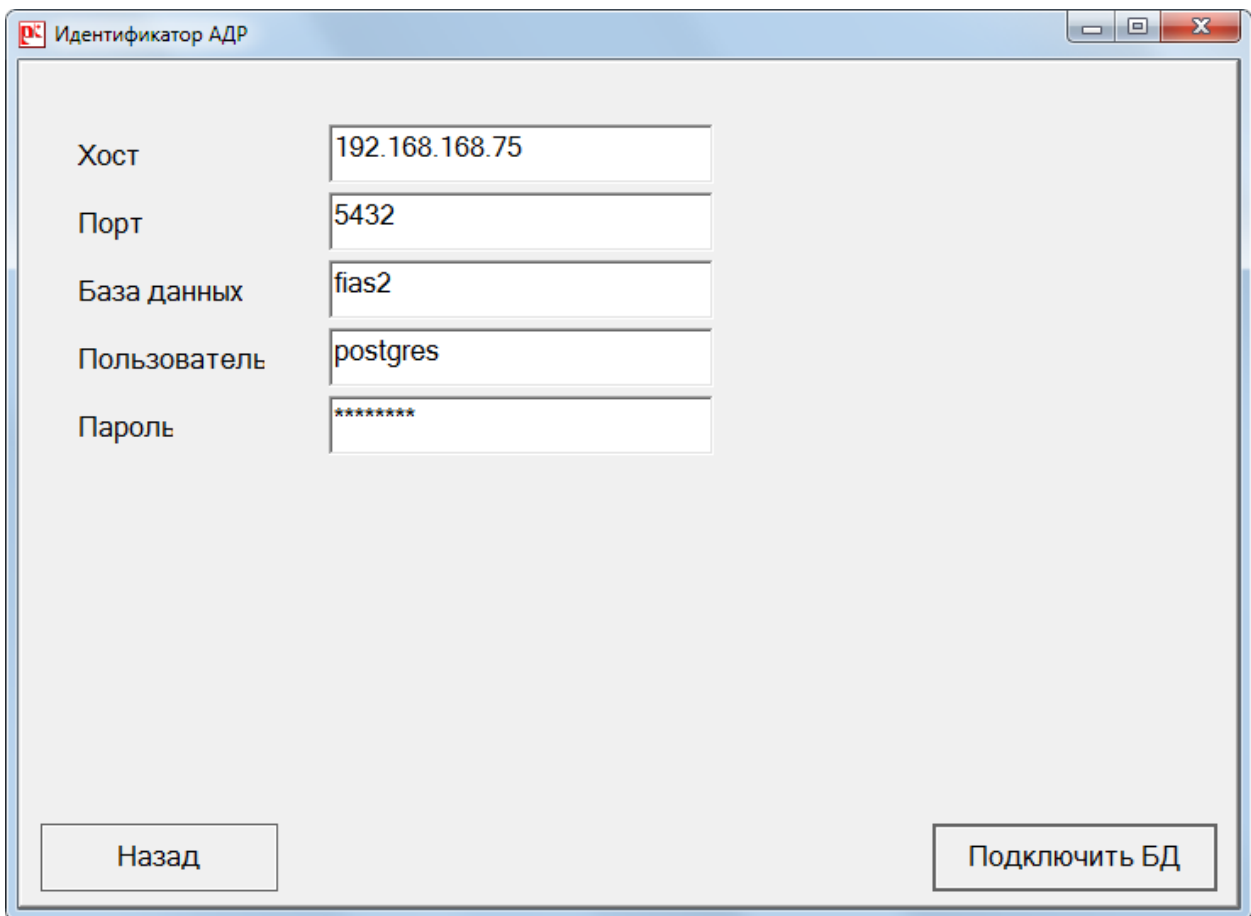 Идентификатор АДР
Хост 192.168.168.75
Порт 5432
База данных fias2
Пользователь postgres
Пароль ********
Назад Подключить БД